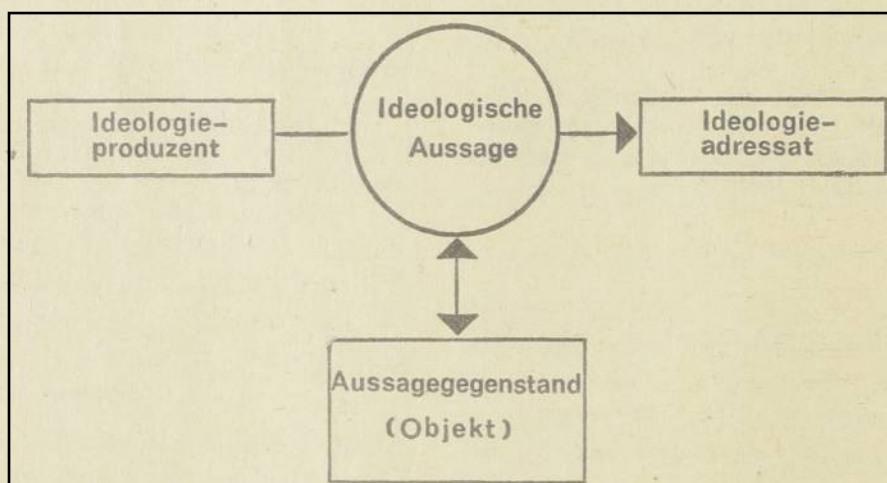 Ideologie-
produzent
Ideologische
Aussage
Ideologie-
adressat
Aussagegegenstand
(Objekt)